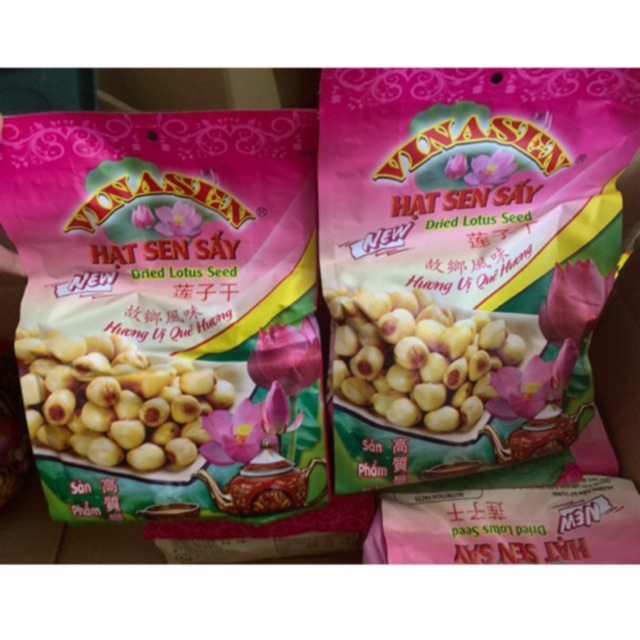 VINASEN®
HẠT SEN SẤY
Dried Lotus Seed
NEW
莲子干
故鄉風味
Hương Vị Quê Hương
Sản
Phẩm
高質
VINASEN
HẠT SEN SẤY
Dried Lotus Seed
NEW
莲子干
故鄉風味
Hương Vị Quê Hương
Sản
Phẩm
高質
NUTRITION FACTS
NEW
莲子干
Dried Lotus Seed
HẠT SEN SẤY